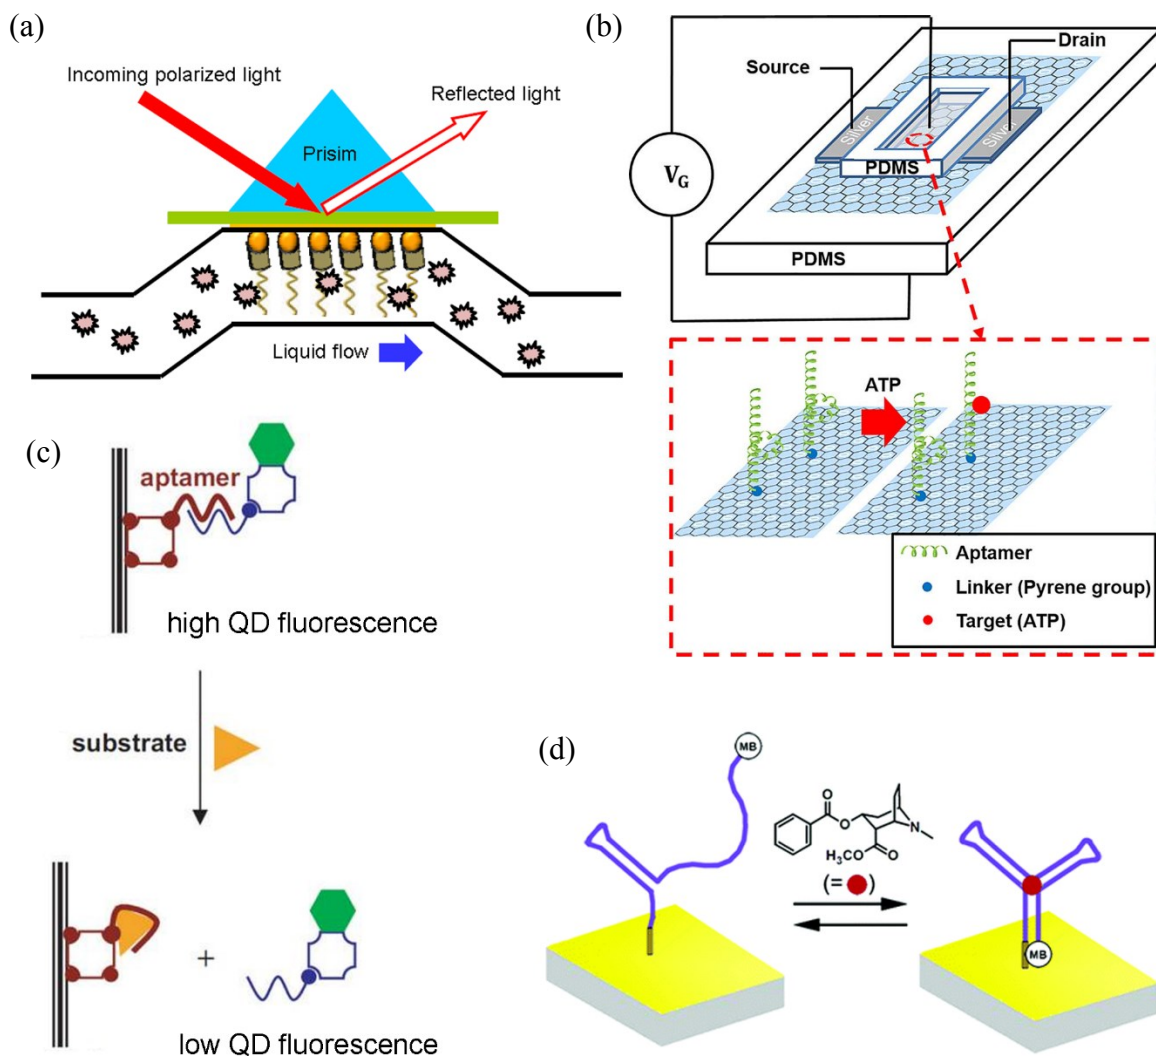 (a)
Incoming polarized light
Reflected light
Prisim
Liquid flow
(b)
Drain
Source
Silver
Silver
PDMS
V_G
PDMS
ATP
Aptamer
Linker (Pyrene group)
Target (ATP)
(c)
aptamer
high QD fluorescence
substrate
+
low QD fluorescence
(d)
MB
O
O
N
H₃CO
O
(= )
MB